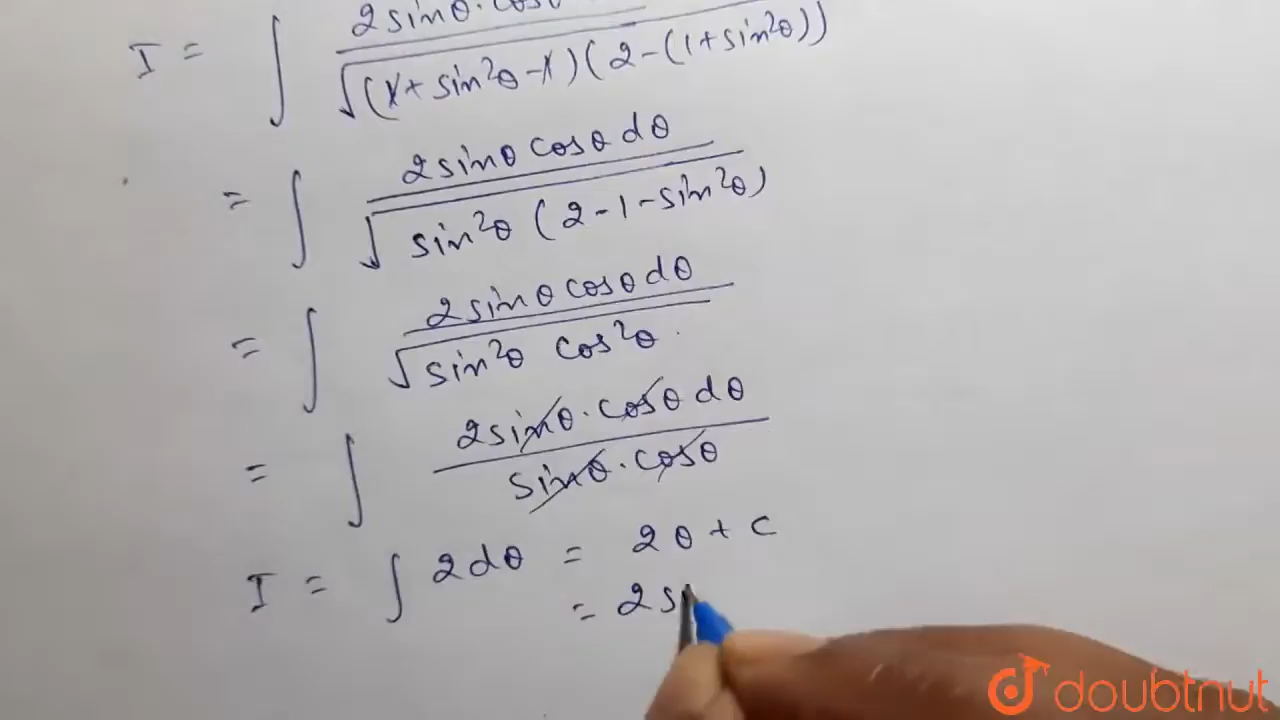 I = ∫ 2sinθ·cosθ / √((1+sin²θ-1)(2-(1+sin²θ)))
= ∫ 2sinθ cosθ dθ / √(sin²θ (2-1-sin²θ))
= ∫ 2sinθ cosθ dθ / √(sin²θ cos²θ)
= ∫ 2sinθ·cosθ dθ / sinθ·cosθ
I = ∫ 2dθ = 2θ + c
= 2s
doubtnut